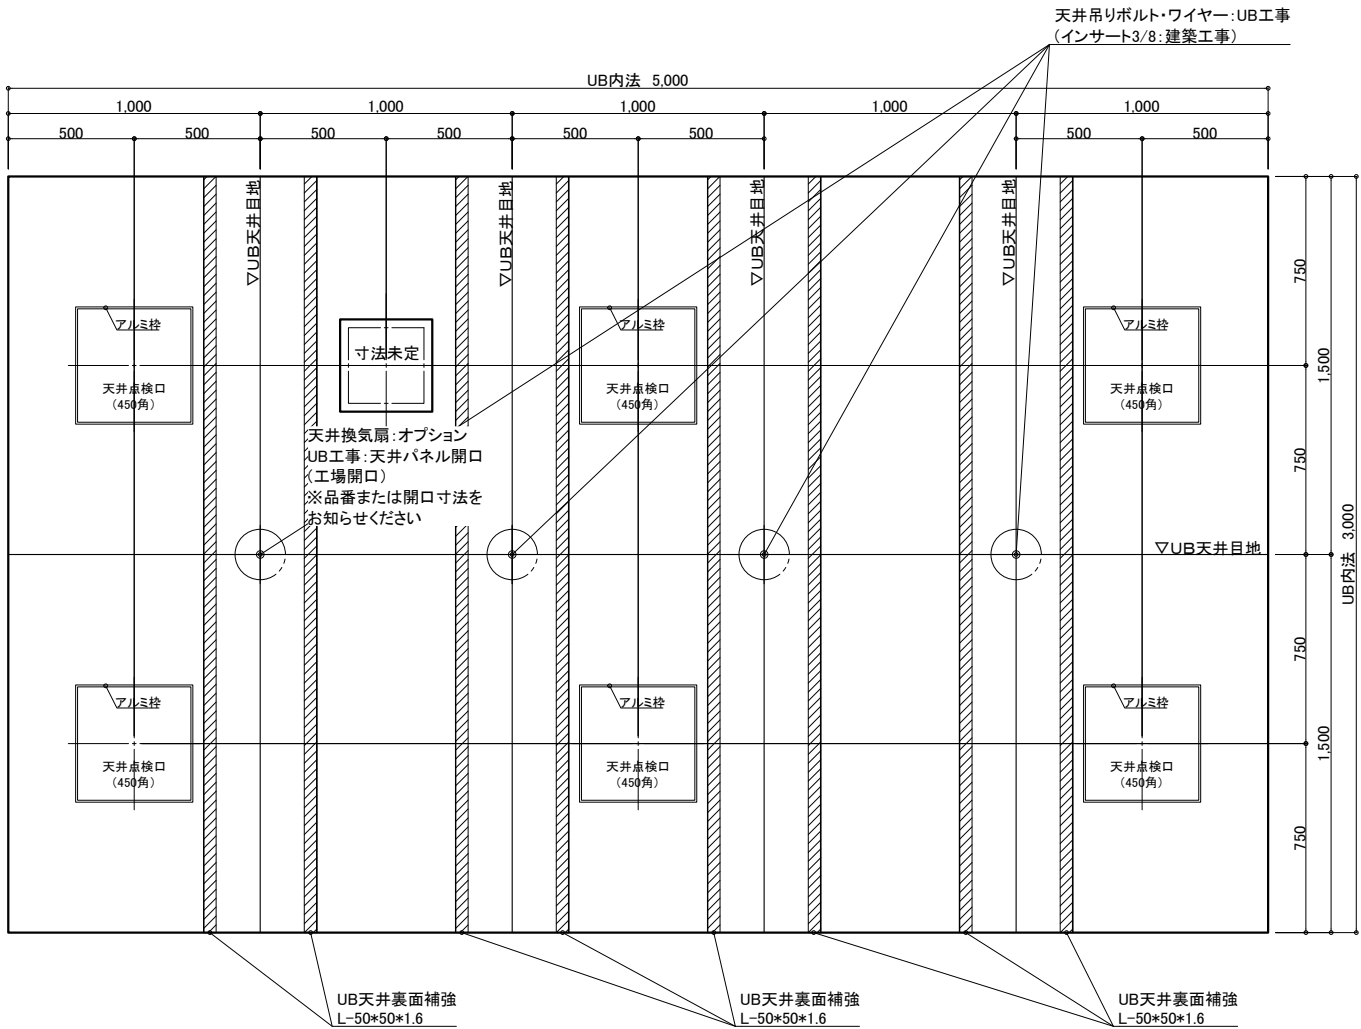 天井吊りボルト・ワイヤー:UB工事
(インサート3/8:建築工事)
UB内法 5,000
1,000
1,000
1,000
1,000
1,000
500
500
500
500
500
500
500
500
▽UB天井目地
▽UB天井目地
▽UB天井目地
▽UB天井目地
アルミ枠
天井点検口
(450角)
寸法未定
アルミ枠
天井点検口
(450角)
アルミ枠
天井点検口
(450角)
天井換気扇:オプション
UB工事:天井パネル開口
(工場開口)
※品番または開口寸法を
お知らせください
▽UB天井目地
750
750
750
750
1,500
1,500
UB内法 3,000
アルミ枠
天井点検口
(450角)
アルミ枠
天井点検口
(450角)
アルミ枠
天井点検口
(450角)
UB天井裏面補強
L-50*50*1.6
UB天井裏面補強
L-50*50*1.6
UB天井裏面補強
L-50*50*1.6